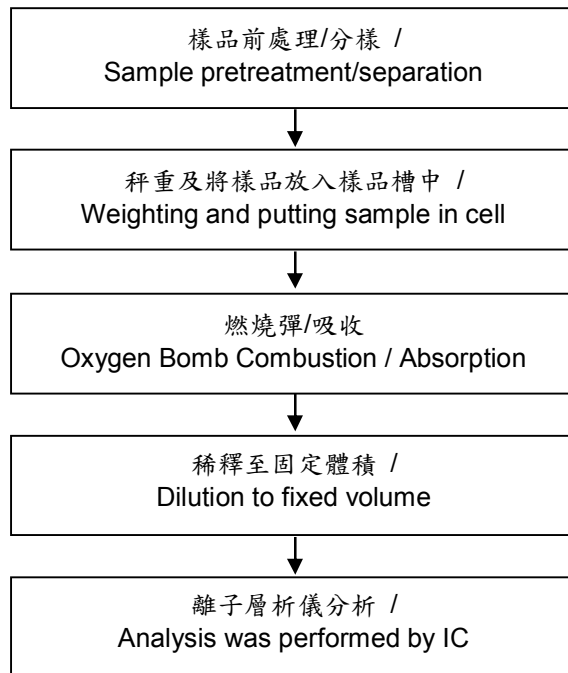 樣品前處理/分樣 /
Sample pretreatment/separation
秤重及將樣品放入樣品槽中 /
Weighting and putting sample in cell
燃燒彈/吸收
Oxygen Bomb Combustion / Absorption
稀釋至固定體積 /
Dilution to fixed volume
離子層析儀分析 /
Analysis was performed by IC